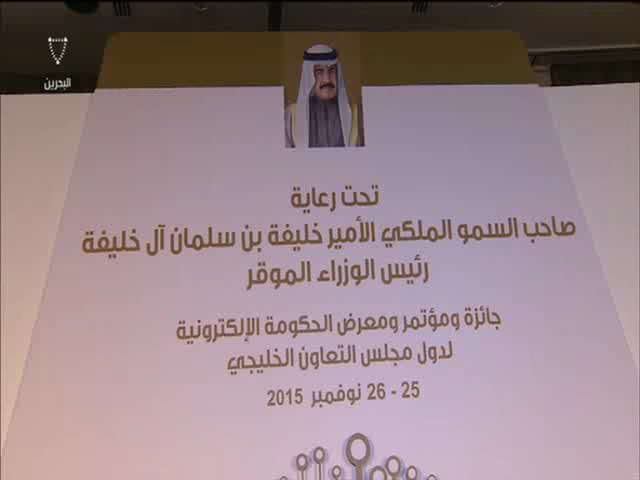 البحرين
تحت رعاية
صاحب السمو الملكي الأمير خليفة بن سلمان آل خليفة
رئيس الوزراء الموقر
جائزة ومؤتمر ومعرض الحكومة الإلكترونية
لدول مجلس التعاون الخليجي
25 - 26 نوفمبر 2015